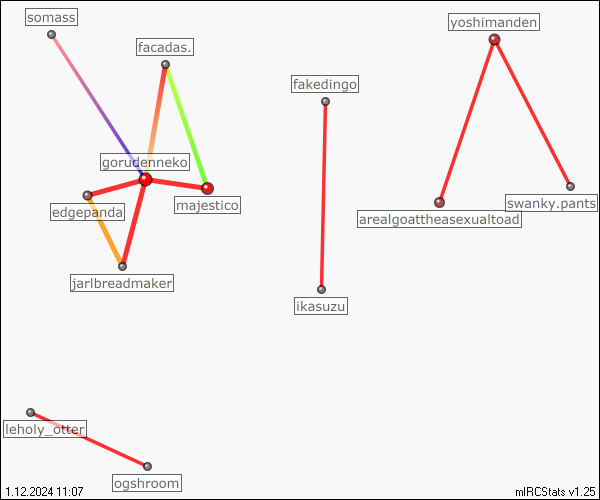 somass
yoshimanden
facadas.
fakedingo
gorudenneko
majestico
swanky.pants
edgepanda
arealgoattheasexualtoad
jarlbreadmaker
ikasuzu
leholy_otter
ogshroom
1.12.2024 11:07
mIRCStats v1.25